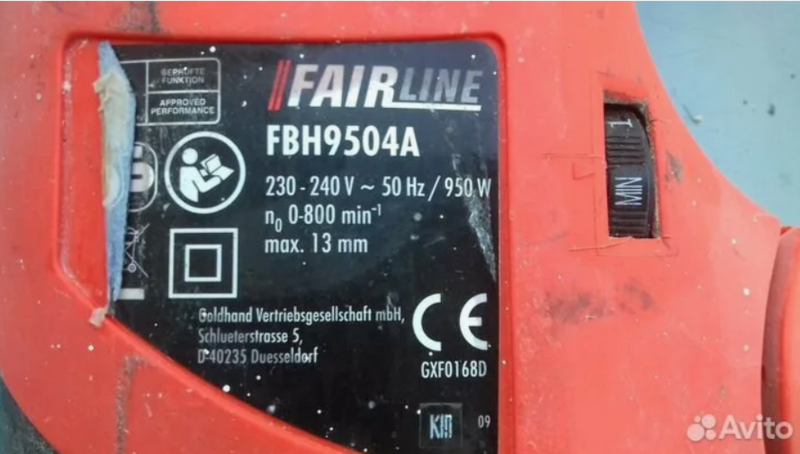 GEPRÜFTE
FUNKTION
APPROVED
PERFORMANCE
FAIRLINE
FBH9504A
230 - 240 V ~ 50 Hz / 950 W
n₀ 0-800 min⁻¹
max. 13 mm
Goldhand Vertriebsgesellschaft mbH,
Schlueterstrasse 5,
D-40235 Duesseldorf
CE
GXF0168D
09
1
MIN
Avito